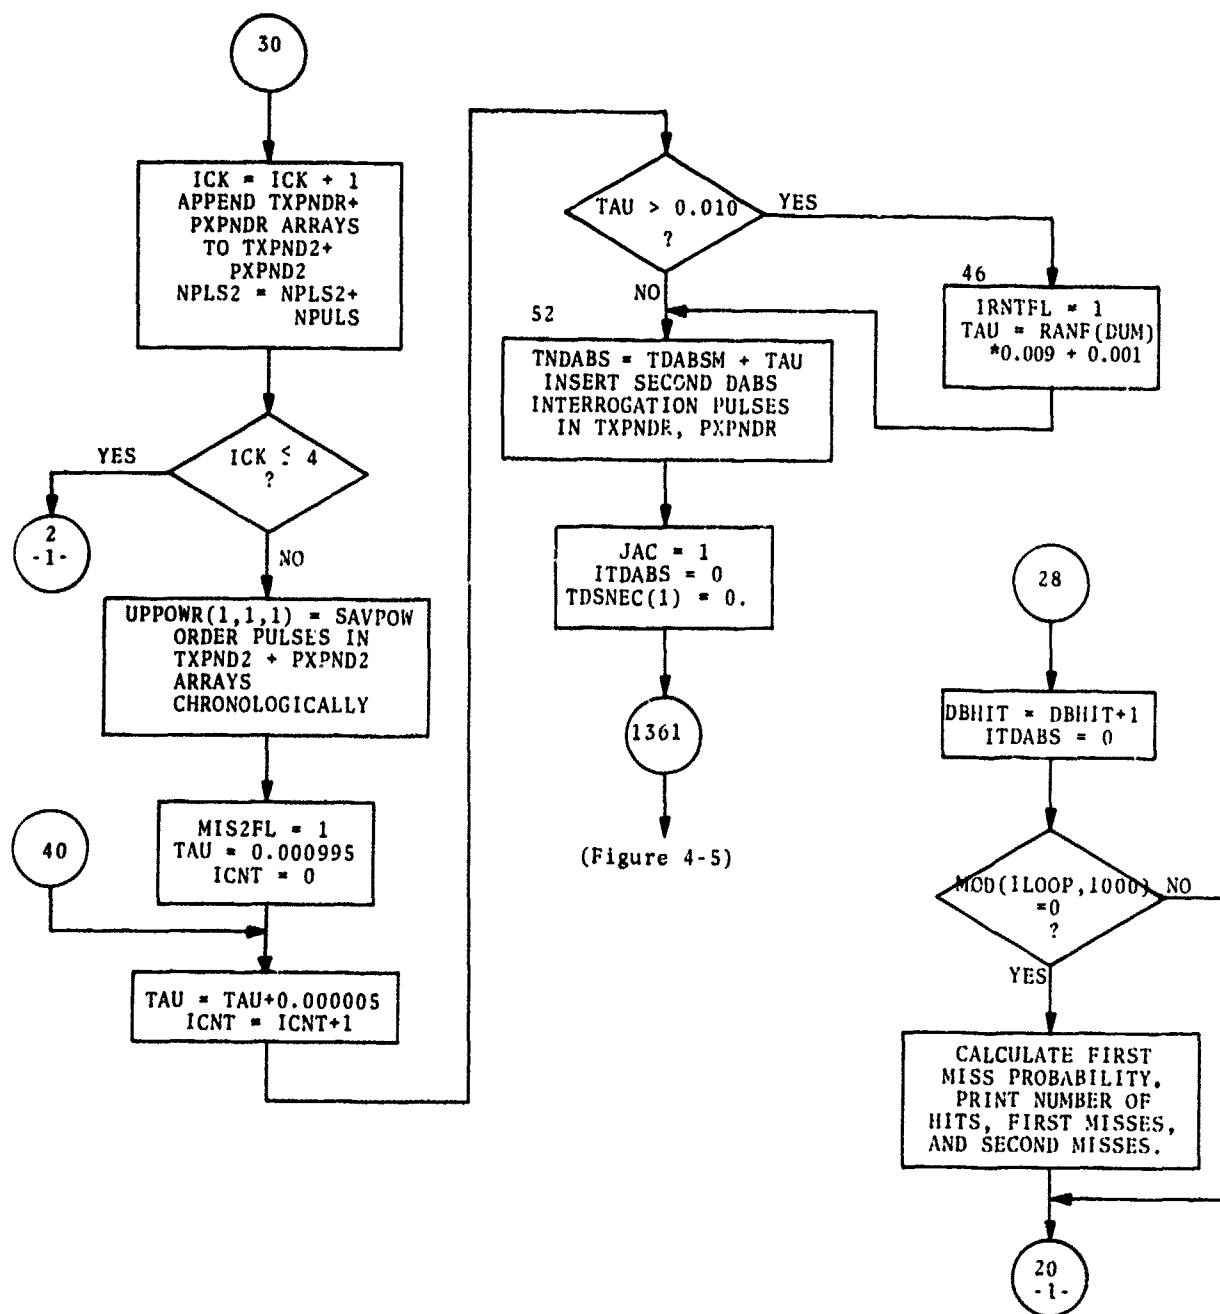 30
ICK = ICK + 1
APPEND TXPNDR+
PXPNDR ARRAYS
TO TXPND2+
PXPND2
NPLS2 = NPLS2+
NPULS
ICK ≤ 4
?
YES
2
-1-
NO
UPPOWR(1,1,1) = SAVPOW
ORDER PULSES IN
TXPND2 + PXPND2
ARRAYS
CHRONOLOGICALLY
MIS2FL = 1
TAU = 0.000995
ICNT = 0
40
TAU = TAU+0.000005
ICNT = ICNT+1
TAU > 0.010
?
YES
NO
46
IRNTFL = 1
TAU = RANF(DUM)
*0.009 + 0.001
52
TNDABS = TDABSM + TAU
INSERT SECOND DABS
INTERROGATION PULSES
IN TXPNDR, PXPNDR
JAC = 1
ITDABS = 0
TDSNEC(1) = 0.
1361
(Figure 4-5)
28
DBHIT = DBHIT+1
ITDABS = 0
MOD(ILOOP,1000)
=0
?
NO
YES
CALCULATE FIRST
MISS PROBABILITY.
PRINT NUMBER OF
HITS, FIRST MISSES,
AND SECOND MISSES.
20
-1-